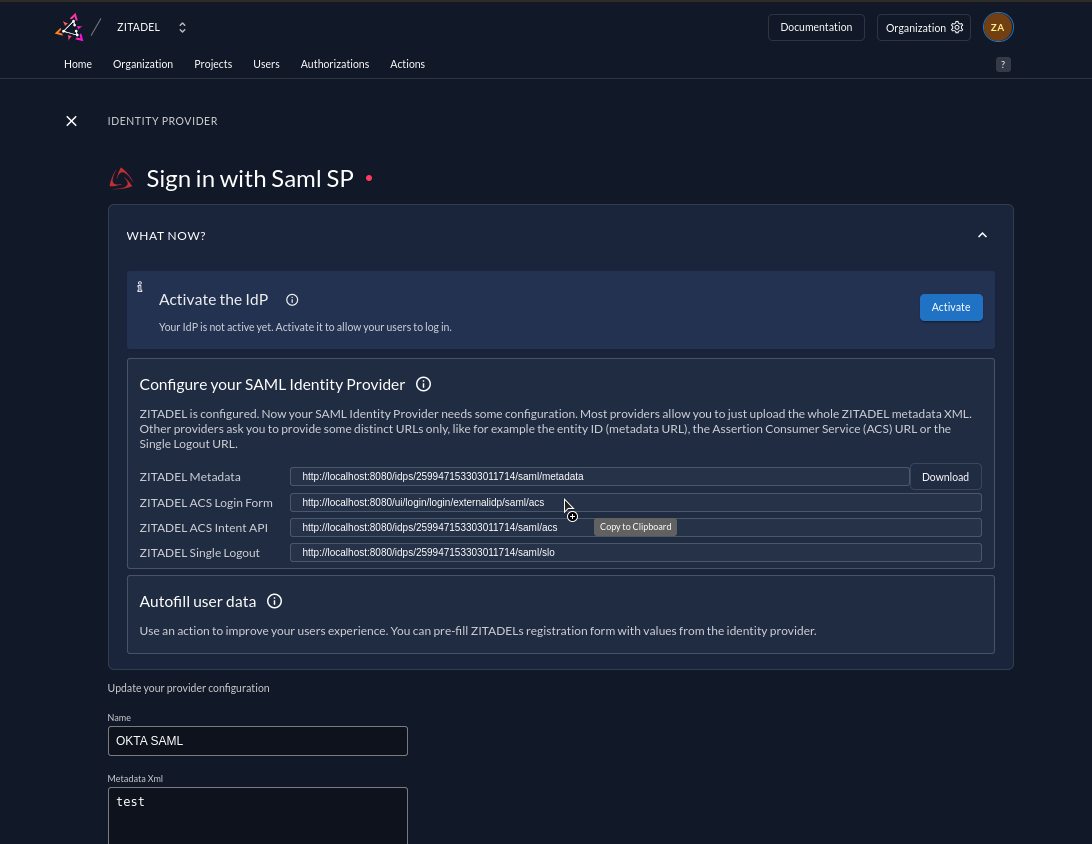 ZITADEL
Documentation
Organization
ZA
Home Organization Projects Users Authorizations Actions
?
IDENTITY PROVIDER
Sign in with Saml SP
WHAT NOW?
Activate the IdP
Your IdP is not active yet. Activate it to allow your users to log in.
Activate
Configure your SAML Identity Provider
ZITADEL is configured. Now your SAML Identity Provider needs some configuration. Most providers allow you to just upload the whole ZITADEL metadata XML.
Other providers ask you to provide some distinct URLs only, like for example the entity ID (metadata URL), the Assertion Consumer Service (ACS) URL or the
Single Logout URL.
ZITADEL Metadata http://localhost:8080/idps/259947153303011714/saml/metadata Download
ZITADEL ACS Login Form http://localhost:8080/ui/login/login/externalidp/saml/acs
ZITADEL ACS Intent API http://localhost:8080/idps/259947153303011714/saml/acs Copy to Clipboard
ZITADEL Single Logout http://localhost:8080/idps/259947153303011714/saml/slo
Autofill user data
Use an action to improve your users experience. You can pre-fill ZITADELs registration form with values from the identity provider.
Update your provider configuration
Name
OKTA SAML
Metadata Xml
test